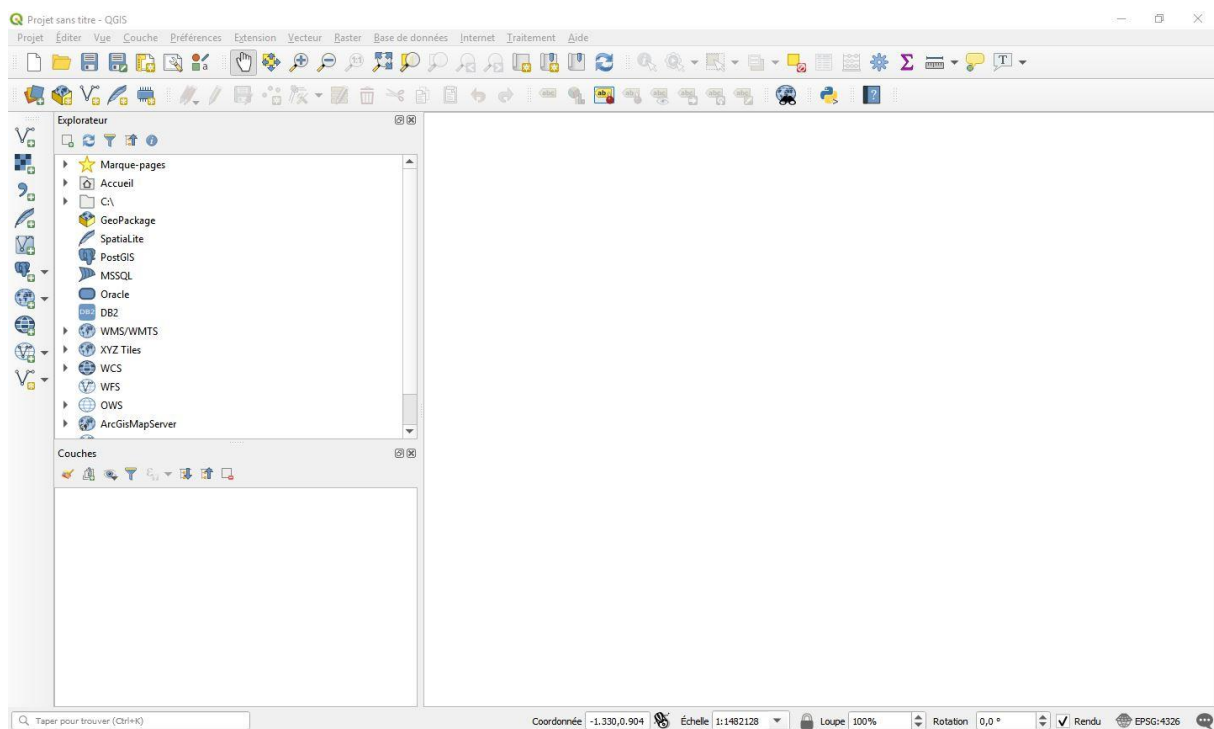 Projet sans titre - QGIS
Projet Éditer Vue Couche Préférences Extension Vecteur Raster Base de données Internet Traitement Aide
Explorateur
Marque-pages
Accueil
C:\
GeoPackage
SpatiaLite
PostGIS
MSSQL
Oracle
DB2
WMS/WMTS
XYZ Tiles
WCS
WFS
OWS
ArcGisMapServer
Couches
Taper pour trouver (Ctrl+K) Coordonnée -1.330,0.904 Échelle 1:1482128 Loupe 100% Rotation 0,0 ° Rendu EPSG:4326